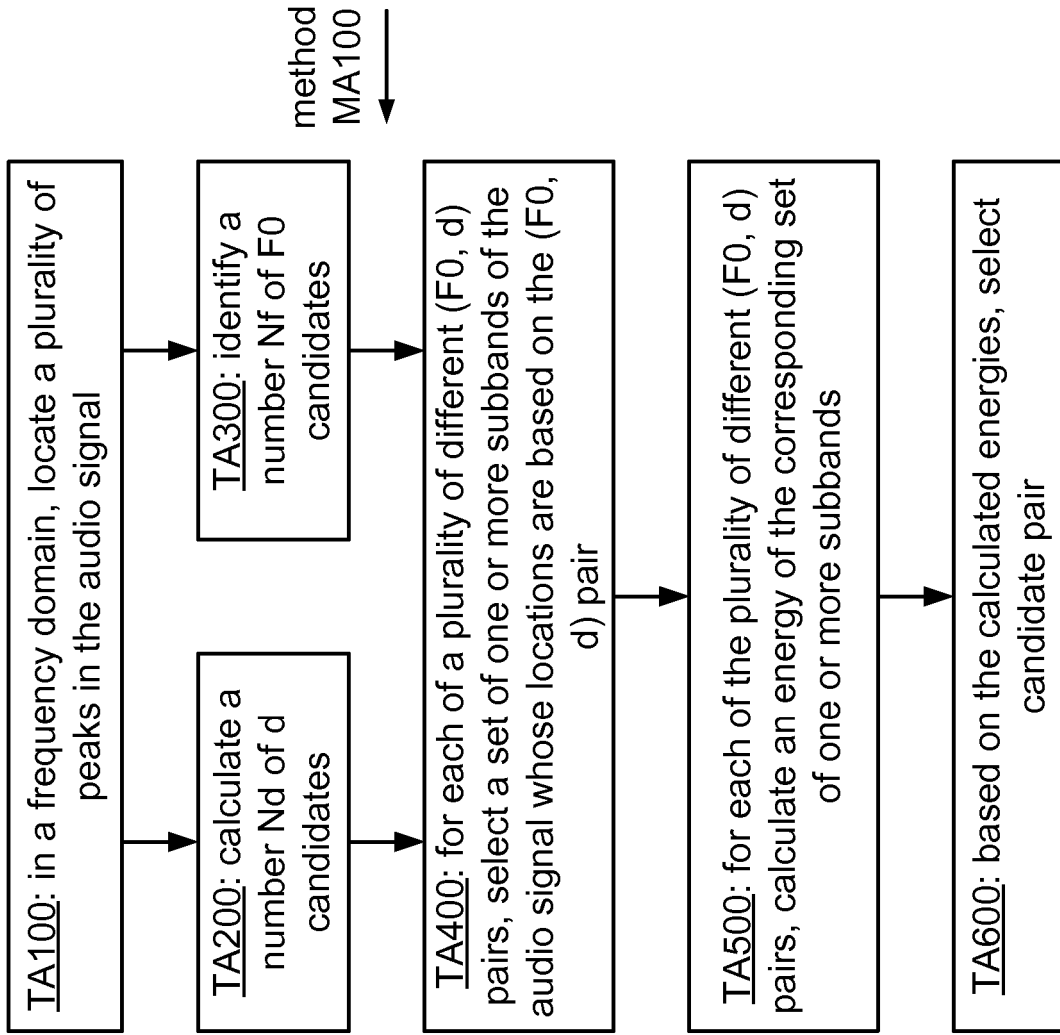 TA100: in a frequency domain, locate a plurality of
peaks in the audio signal
TA200: calculate a
number Nd of d
candidates
TA300: identify a
number Nf of F0
candidates
method
MA100
TA400: for each of a plurality of different (F0, d)
pairs, select a set of one or more subbands of the
audio signal whose locations are based on the (F0,
d) pair
TA500: for each of the plurality of different (F0, d)
pairs, calculate an energy of the corresponding set
of one or more subbands
TA600: based on the calculated energies, select
candidate pair